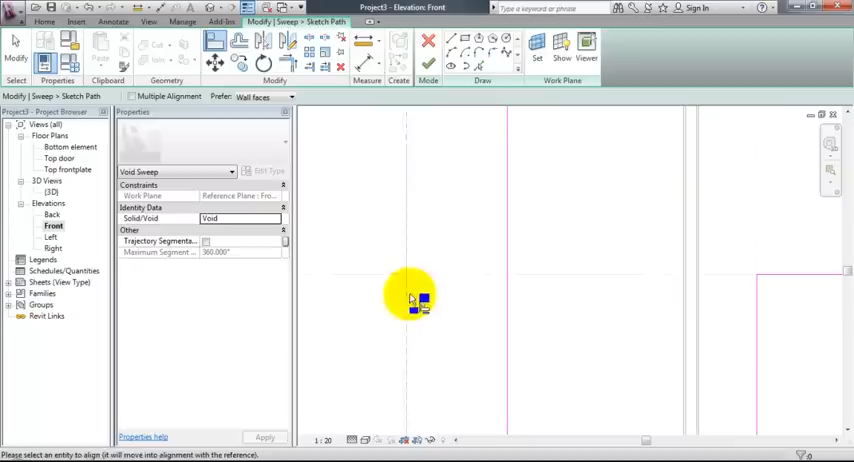 Project3 - Elevation: Front
Type a keyword or phrase
Sign In
Home
Insert
Annotate
View
Manage
Add-Ins
Modify | Sweep > Sketch Path
Modify
Paste
Cut
Join
Create
Set
Show
Viewer
Select
Properties
Clipboard
Geometry
Modify
Measure
Create
Mode
Draw
Work Plane
Modify | Sweep > Sketch Path
Multiple Alignment
Prefer:
Wall faces
Project3 - Project Browser
Views (all)
Floor Plans
Bottom element
Top door
Top frontplate
3D Views
{3D}
Elevations
Back
Front
Left
Right
Legends
Schedules/Quantities
Sheets (View Type)
Families
Groups
Revit Links
Properties
Void Sweep
Edit Type
Constraints
Work Plane
Reference Plane : Fro...
Identity Data
Solid/Void
Void
Other
Trajectory Segmenta...
Maximum Segment ...
360.000°
Properties help
Apply
1 : 20
Please select an entity to align (it will move into alignment with the reference).
:0